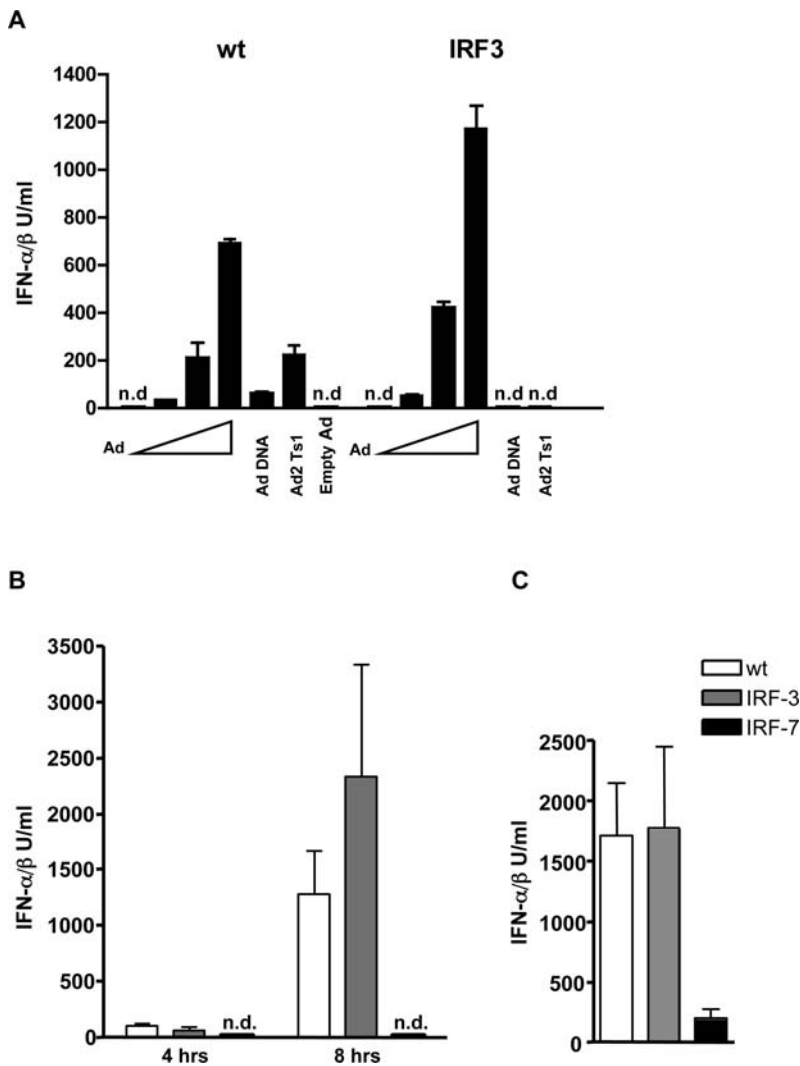 A
wt IRF3
IFN-α/β U/ml
1400
1200
1000
800
600
400
200
0
n.d n.d n.d n.d n.d
Ad Ad DNA Ad2 Ts1 Empty Ad Ad Ad DNA Ad2 Ts1
B
IFN-α/β U/ml
3500
3000
2500
2000
1500
1000
500
0
n.d. n.d.
4 hrs 8 hrs
C
wt
IRF-3
IRF-7
IFN-α/β U/ml
2500
2000
1500
1000
500
0